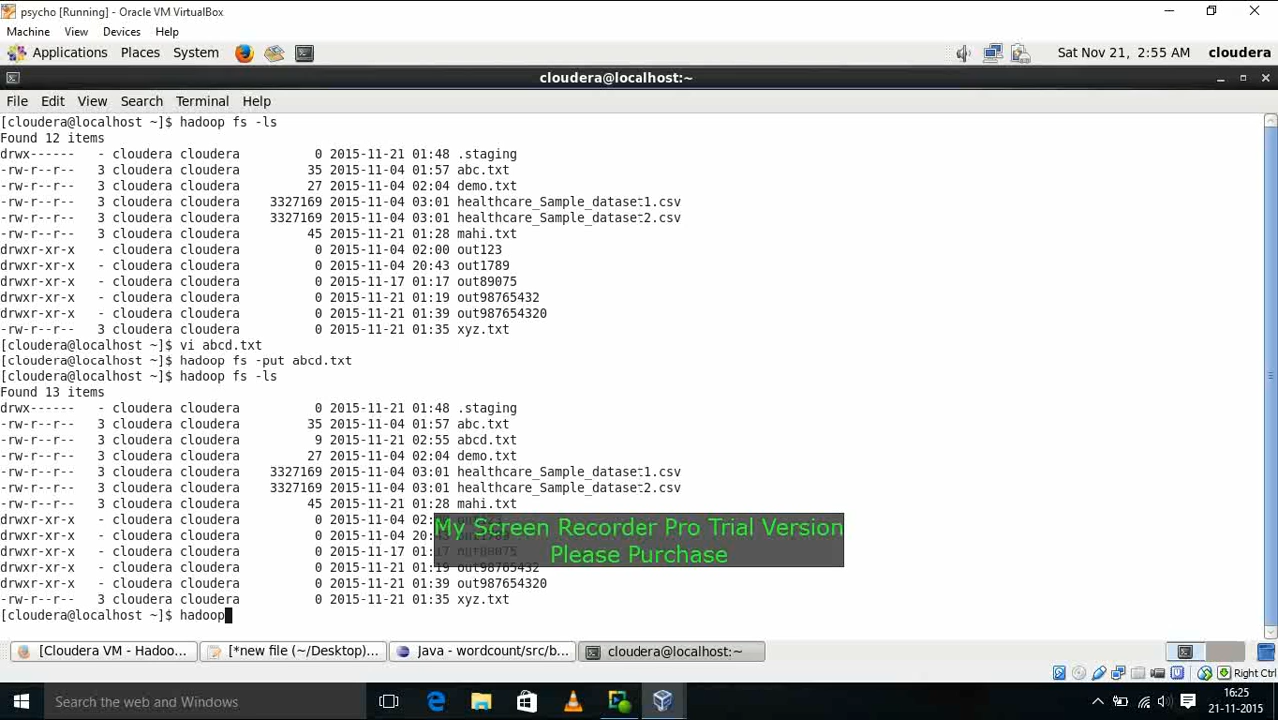 psycho [Running] - Oracle VM VirtualBox
Machine View Devices Help
Applications Places System Sat Nov 21, 2:55 AM cloudera
cloudera@localhost:~
File Edit View Search Terminal Help
[cloudera@localhost ~]$ hadoop fs -ls
Found 12 items
drwx------ - cloudera cloudera 0 2015-11-21 01:48 .staging
-rw-r--r-- 3 cloudera cloudera 35 2015-11-04 01:57 abc.txt
-rw-r--r-- 3 cloudera cloudera 27 2015-11-04 02:04 demo.txt
-rw-r--r-- 3 cloudera cloudera 3327169 2015-11-04 03:01 healthcare_Sample_dataset1.csv
-rw-r--r-- 3 cloudera cloudera 3327169 2015-11-04 03:01 healthcare_Sample_dataset2.csv
-rw-r--r-- 3 cloudera cloudera 45 2015-11-21 01:28 mahi.txt
drwxr-xr-x - cloudera cloudera 0 2015-11-04 02:00 out123
drwxr-xr-x - cloudera cloudera 0 2015-11-04 20:43 out1789
drwxr-xr-x - cloudera cloudera 0 2015-11-17 01:17 out89075
drwxr-xr-x - cloudera cloudera 0 2015-11-21 01:19 out98765432
drwxr-xr-x - cloudera cloudera 0 2015-11-21 01:39 out987654320
-rw-r--r-- 3 cloudera cloudera 0 2015-11-21 01:35 xyz.txt
[cloudera@localhost ~]$ vi abcd.txt
[cloudera@localhost ~]$ hadoop fs -put abcd.txt
[cloudera@localhost ~]$ hadoop fs -ls
Found 13 items
drwx------ - cloudera cloudera 0 2015-11-21 01:48 .staging
-rw-r--r-- 3 cloudera cloudera 35 2015-11-04 01:57 abc.txt
-rw-r--r-- 3 cloudera cloudera 9 2015-11-21 02:55 abcd.txt
-rw-r--r-- 3 cloudera cloudera 27 2015-11-04 02:04 demo.txt
-rw-r--r-- 3 cloudera cloudera 3327169 2015-11-04 03:01 healthcare_Sample_dataset1.csv
-rw-r--r-- 3 cloudera cloudera 3327169 2015-11-04 03:01 healthcare_Sample_dataset2.csv
-rw-r--r-- 3 cloudera cloudera 45 2015-11-21 01:28 mahi.txt
drwxr-xr-x - cloudera cloudera 0 2015-11-04
drwxr-xr-x - cloudera cloudera 0 2015-11-04
drwxr-xr-x - cloudera cloudera 0 2015-11-17
drwxr-xr-x - cloudera cloudera 0 2015-11-21 01:19 out98765432
drwxr-xr-x - cloudera cloudera 0 2015-11-21 01:39 out987654320
-rw-r--r-- 3 cloudera cloudera 0 2015-11-21 01:35 xyz.txt
[cloudera@localhost ~]$ hadoop
My Screen Recorder Pro Trial Version
Please Purchase
[Cloudera VM - Hadoo... [*new file (~/Desktop)... Java - wordcount/src/b... cloudera@localhost:~
Right Ctrl
Search the web and Windows
16:25
21-11-2015